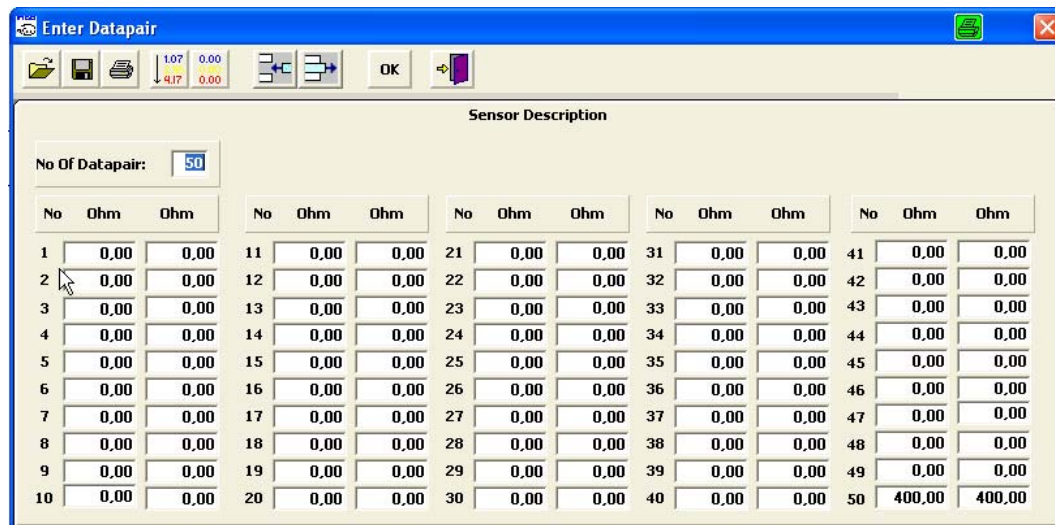 Enter Datapair
1.07 0.00
4.17 0.00
OK
Sensor Description
No Of Datapair: 50
No Ohm Ohm No Ohm Ohm No Ohm Ohm No Ohm Ohm No Ohm Ohm
1 0,00 0,00 11 0,00 0,00 21 0,00 0,00 31 0,00 0,00 41 0,00 0,00
2 0,00 0,00 12 0,00 0,00 22 0,00 0,00 32 0,00 0,00 42 0,00 0,00
3 0,00 0,00 13 0,00 0,00 23 0,00 0,00 33 0,00 0,00 43 0,00 0,00
4 0,00 0,00 14 0,00 0,00 24 0,00 0,00 34 0,00 0,00 44 0,00 0,00
5 0,00 0,00 15 0,00 0,00 25 0,00 0,00 35 0,00 0,00 45 0,00 0,00
6 0,00 0,00 16 0,00 0,00 26 0,00 0,00 36 0,00 0,00 46 0,00 0,00
7 0,00 0,00 17 0,00 0,00 27 0,00 0,00 37 0,00 0,00 47 0,00 0,00
8 0,00 0,00 18 0,00 0,00 28 0,00 0,00 38 0,00 0,00 48 0,00 0,00
9 0,00 0,00 19 0,00 0,00 29 0,00 0,00 39 0,00 0,00 49 0,00 0,00
10 0,00 0,00 20 0,00 0,00 30 0,00 0,00 40 0,00 0,00 50 400,00 400,00